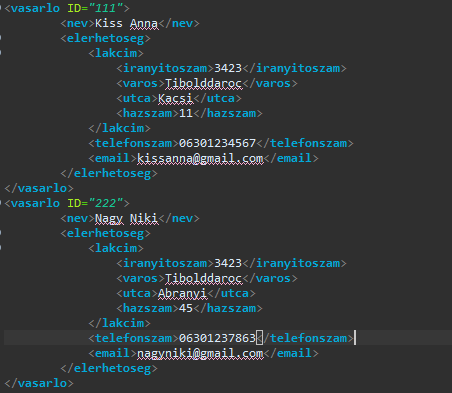 <vasarlo ID="111">
<nev>Kiss Anna</nev>
<elerhetoseg>
<lakcim>
<iranyitoszam>3423</iranyitoszam>
<varos>Tibolddaroc</varos>
<utca>Kacsi</utca>
<hazszam>11</hazszam>
</lakcim>
<telefonszam>06301234567</telefonszam>
<email>kissanna@gmail.com</email>
</elerhetoseg>
</vasarlo>
<vasarlo ID="222">
<nev>Nagy Niki</nev>
<elerhetoseg>
<lakcim>
<iranyitoszam>3423</iranyitoszam>
<varos>Tibolddaroc</varos>
<utca>Abranyi</utca>
<hazszam>45</hazszam>
</lakcim>
<telefonszam>06301237863</telefonszam>
<email>nagyniki@gmail.com</email>
</elerhetoseg>
</vasarlo>